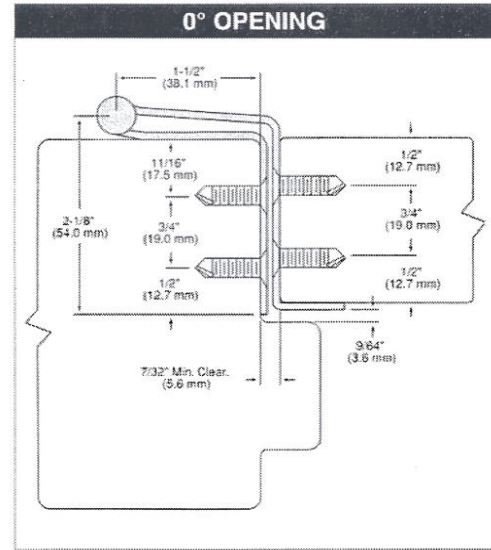 0° OPENING
1-1/2"
(38.1 mm)
11/16"
(17.5 mm)
1/2"
(12.7 mm)
2-1/8"
(54.0 mm)
3/4"
(19.0 mm)
3/4"
(19.0 mm)
1/2"
(12.7 mm)
1/2"
(12.7 mm)
9/64"
(3.6 mm)
7/32" Min. Clear.
(5.6 mm)